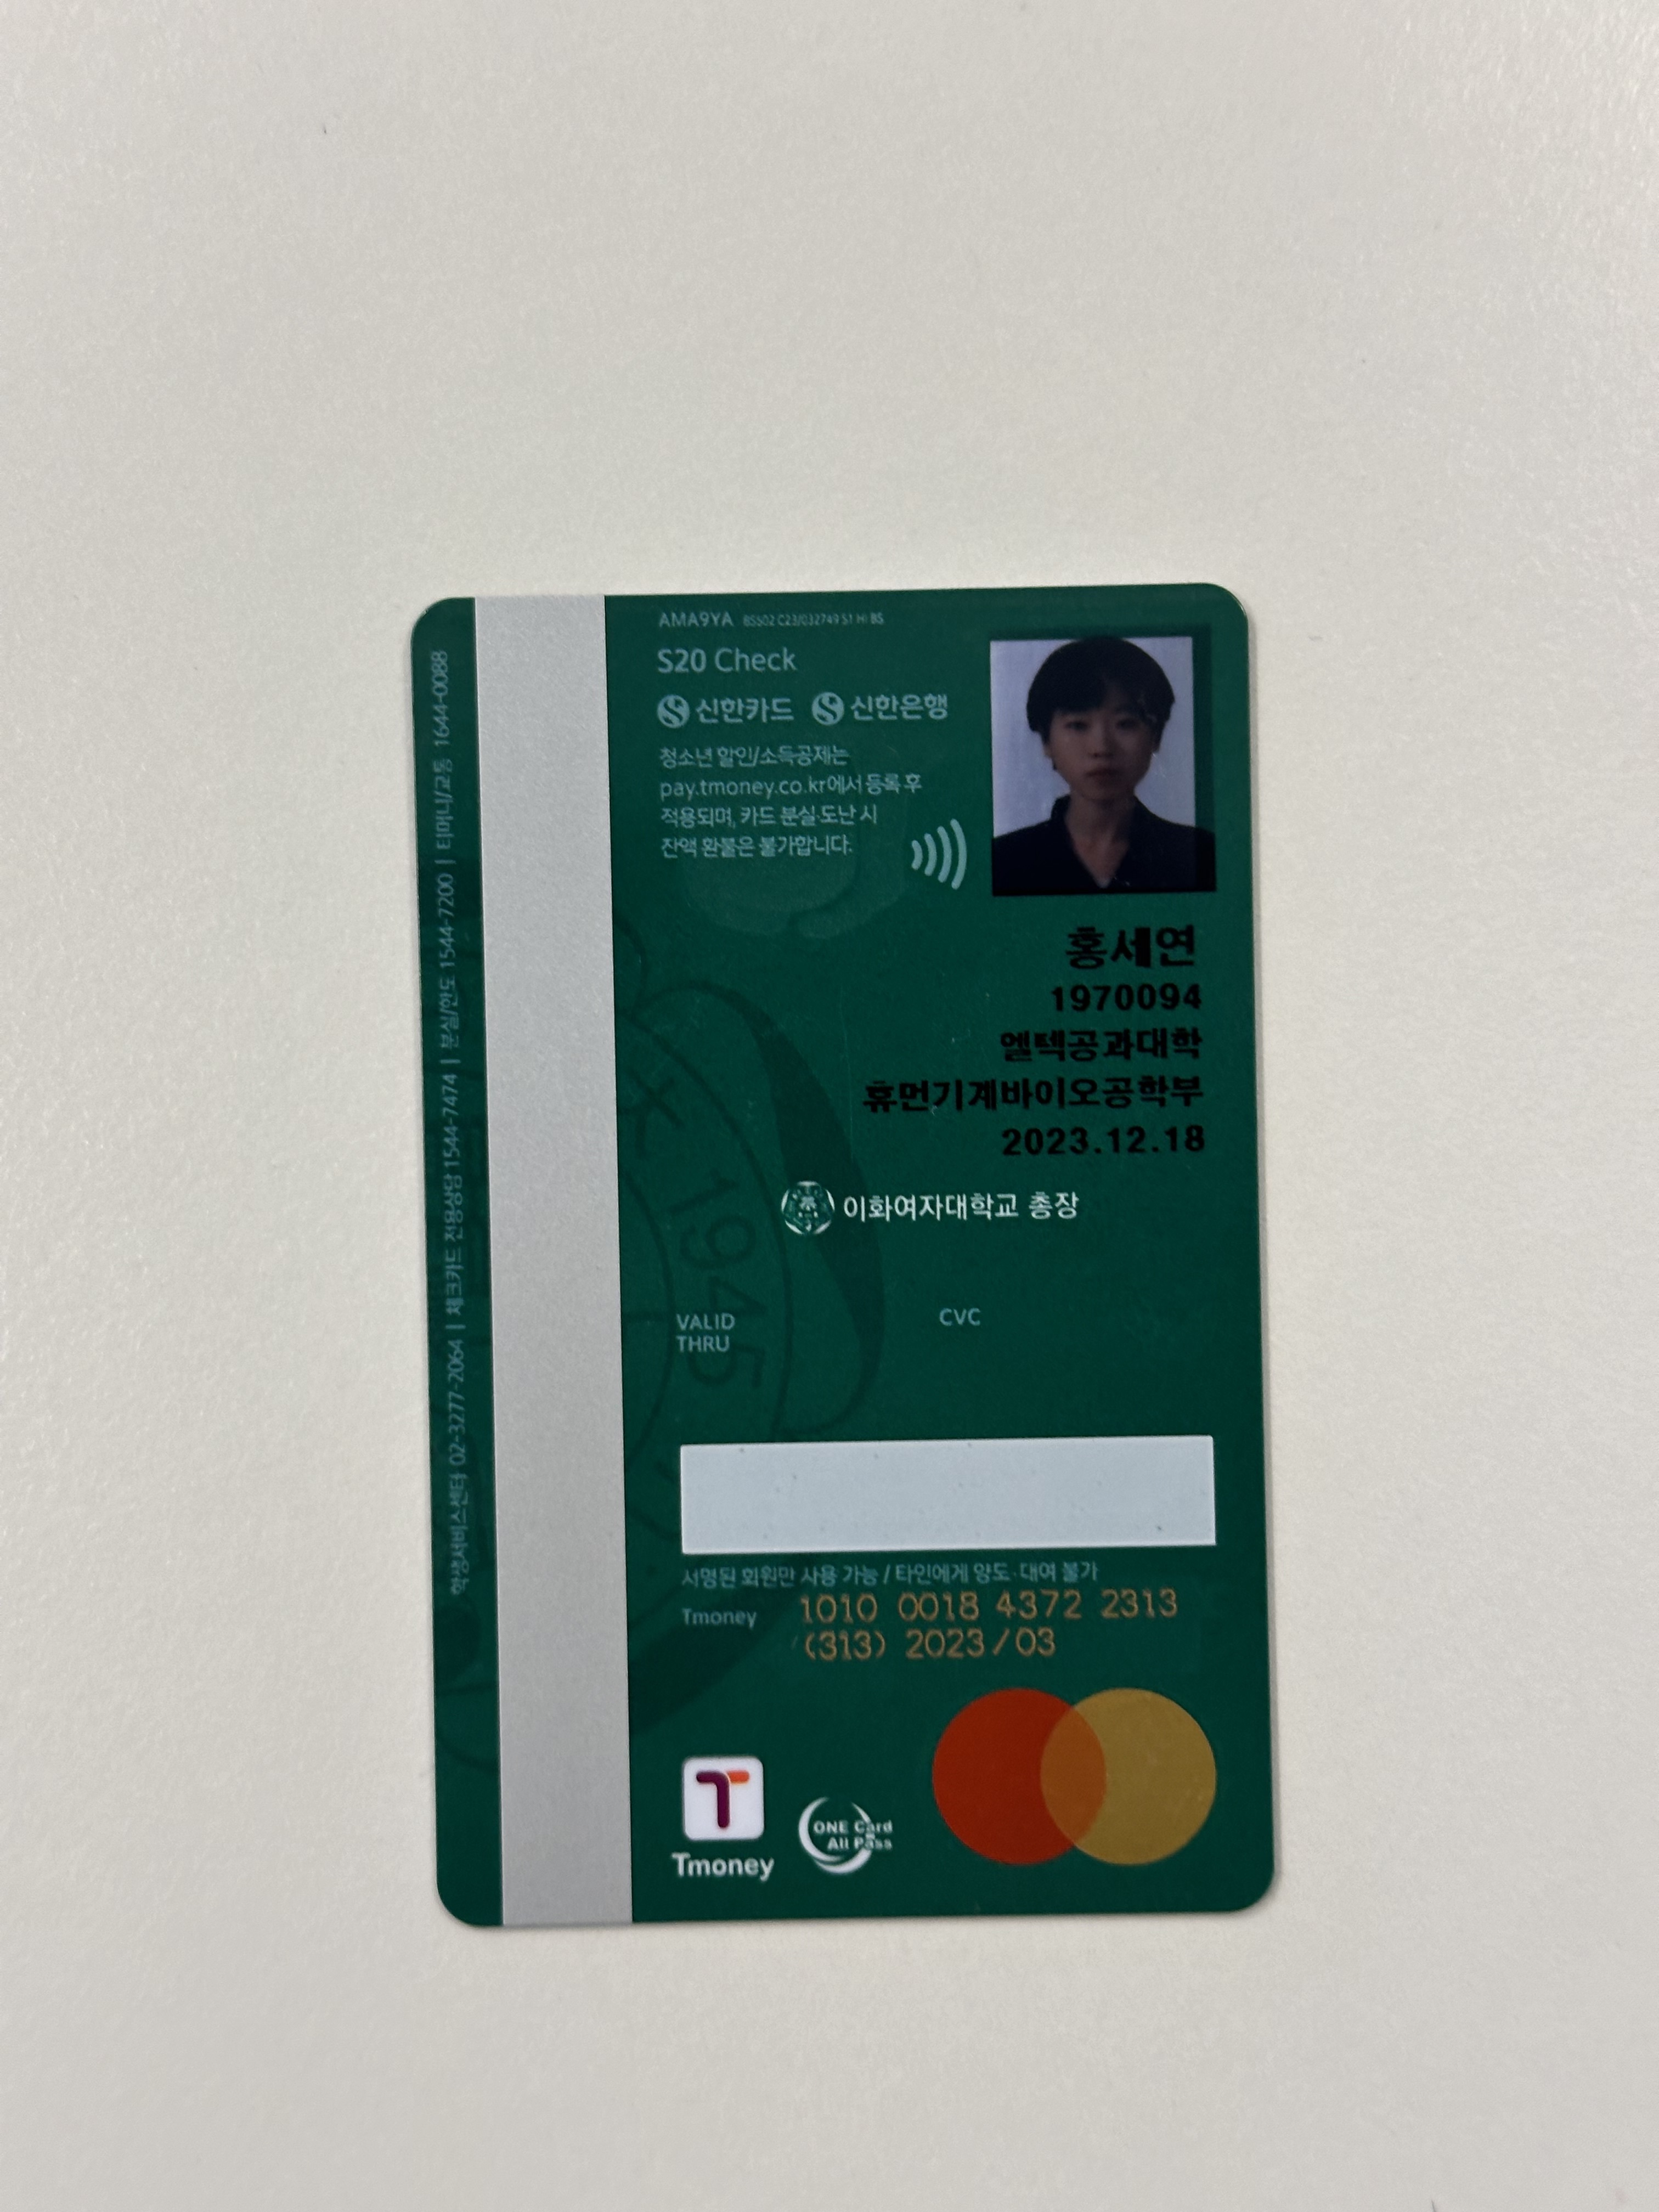 AMA9YA BSS02 C23/032749 S1 HI BS
S20 Check
신한카드 신한은행
청소년 할인/소득공제는
pay.tmoney.co.kr에서 등록 후
적용되며, 카드 분실·도난 시
잔액 환불은 불가합니다.
홍세연
1970094
엘텍공과대학
휴먼기계바이오공학부
2023.12.18
이화여자대학교 총장
1945
VALID
THRU
CVC
서명된 회원만 사용 가능 / 타인에게 양도·대여 불가
Tmoney 1010 0018 4372 2313
(313) 2023/03
Tmoney
ONE Card
All Pass
학생서비스센터 02-3277-2064 | 체크카드 전용상담 1544-7474 | 분실/한도 1544-7200 | 티머니/교통 1644-0088